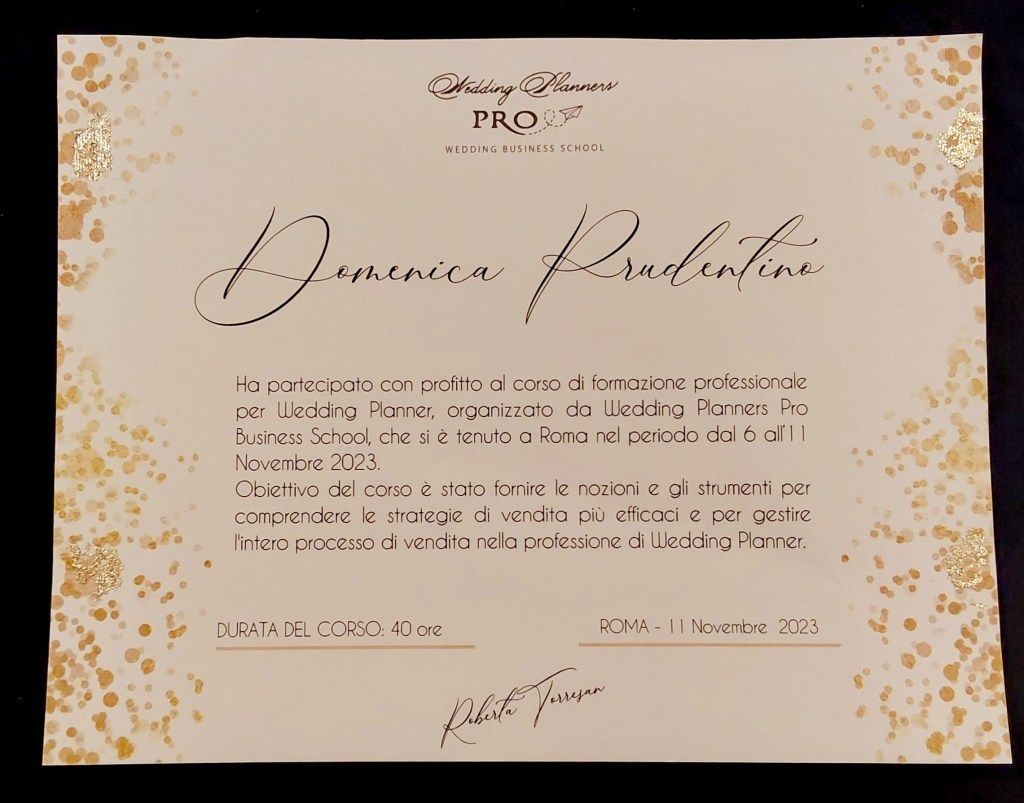 Wedding Planners
PRO
WEDDING BUSINESS SCHOOL
Domenica Prudentino
Ha partecipato con profitto al corso di formazione professionale
per Wedding Planner, organizzato da Wedding Planners Pro
Business School, che si è tenuto a Roma nel periodo dal 6 all'11
Novembre 2023.
Obiettivo del corso è stato fornire le nozioni e gli strumenti per
comprendere le strategie di vendita più efficaci e per gestire
l'intero processo di vendita nella professione di Wedding Planner.
DURATA DEL CORSO: 40 ore
ROMA - 11 Novembre 2023
Roberta Torresan